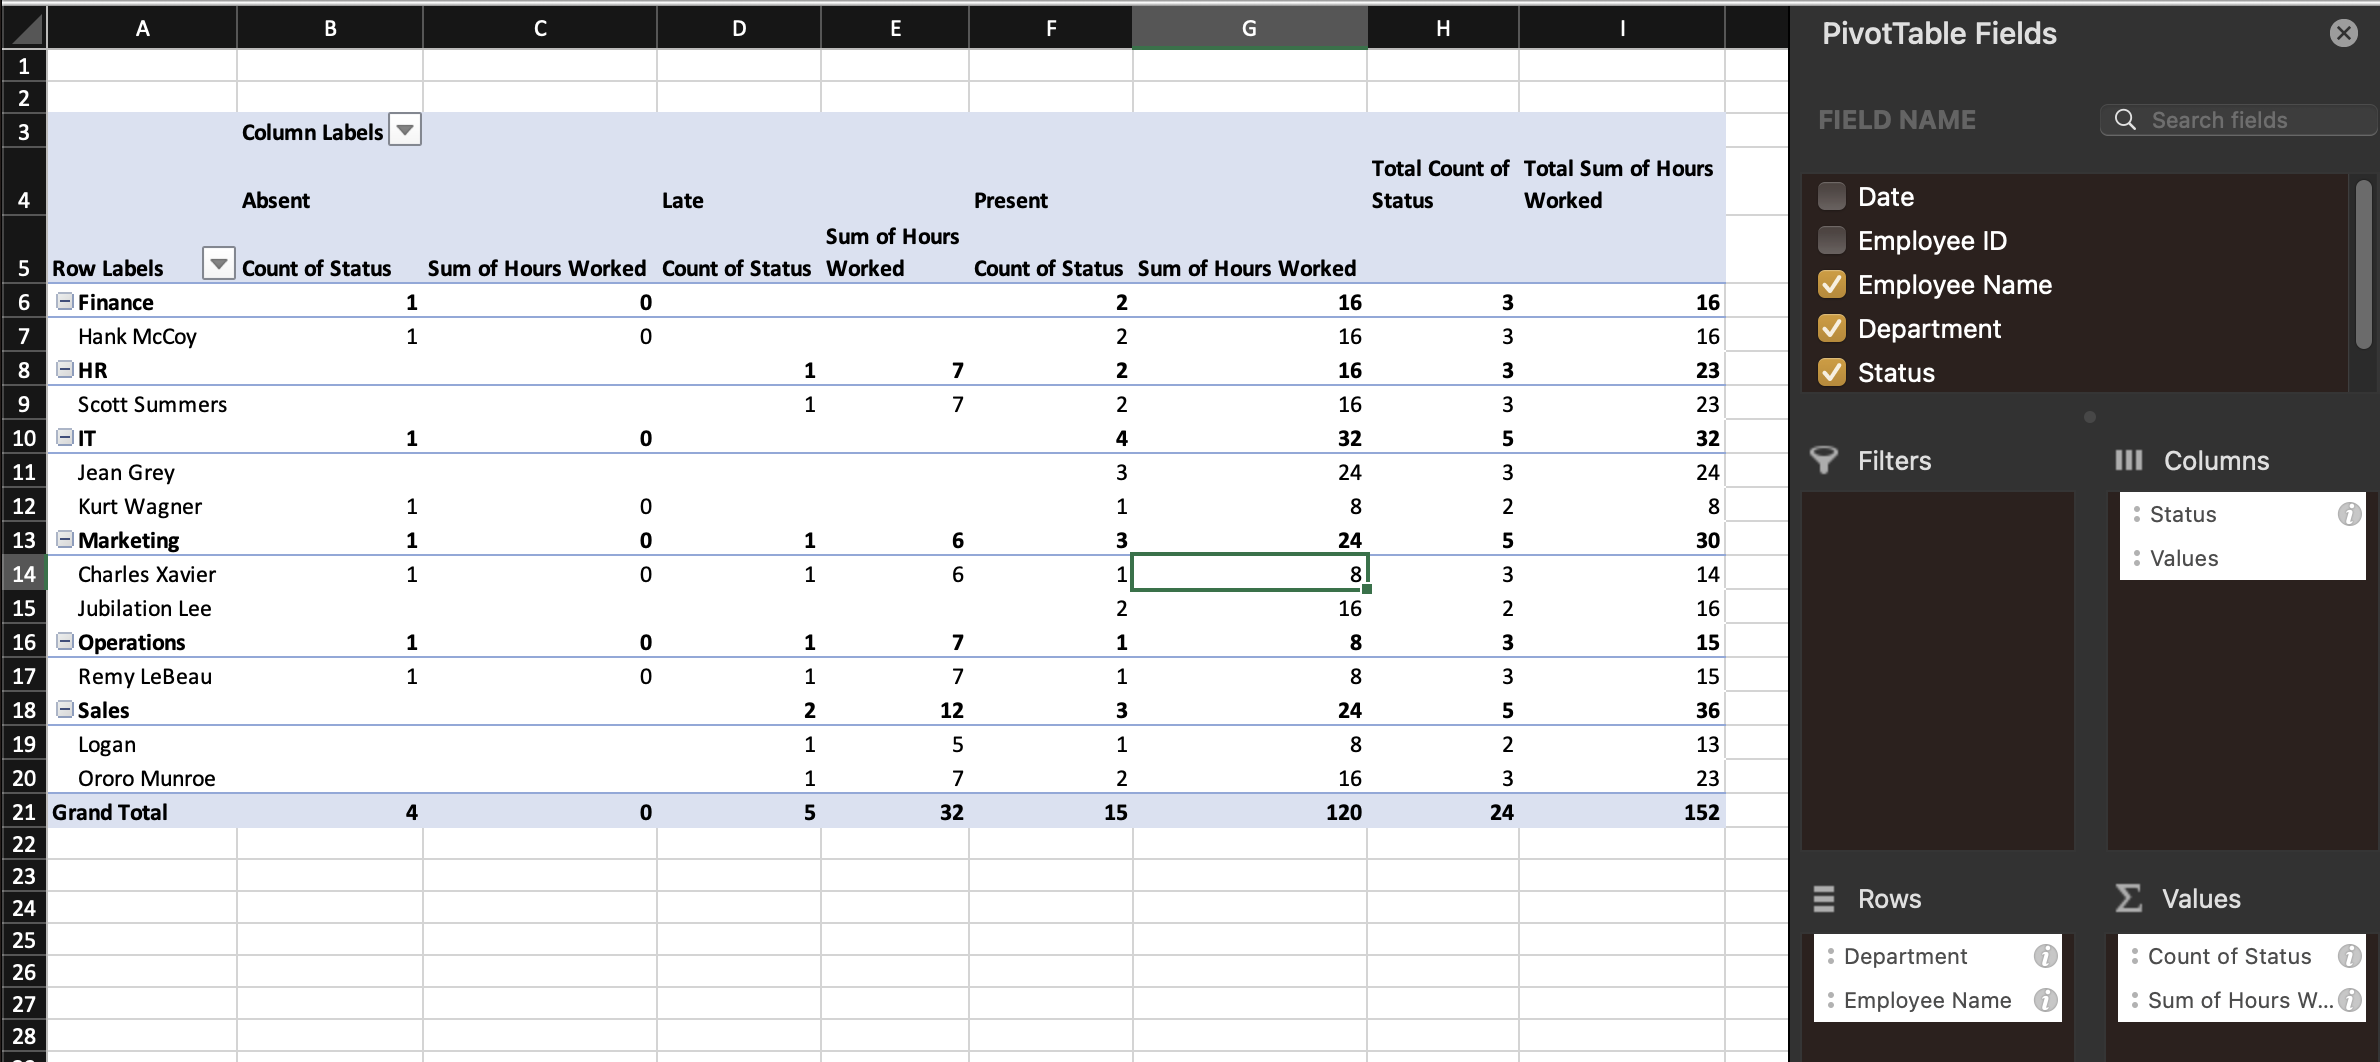 A B C D E F G H I
1
2
3 Column Labels
4 Absent Late Present Total Count of Status Total Sum of Hours Worked
5 Row Labels Count of Status Sum of Hours Worked Count of Status Sum of Hours Worked Count of Status Sum of Hours Worked
6 Finance 1 0 2 16 3 16
7 Hank McCoy 1 0 2 16 3 16
8 HR 1 7 2 16 3 23
9 Scott Summers 1 7 2 16 3 23
10 IT 1 0 4 32 5 32
11 Jean Grey 3 24 3 24
12 Kurt Wagner 1 0 1 8 2 8
13 Marketing 1 0 1 6 3 24 5 30
14 Charles Xavier 1 0 1 6 1 8 3 14
15 Jubilation Lee 2 16 2 16
16 Operations 1 0 1 7 1 8 3 15
17 Remy LeBeau 1 0 1 7 1 8 3 15
18 Sales 2 12 3 24 5 36
19 Logan 1 5 1 8 2 13
20 Ororo Munroe 1 7 2 16 3 23
21 Grand Total 4 0 5 32 15 120 24 152
22
23
24
25
26
27
28
PivotTable Fields
FIELD NAME Search fields
Date
Employee ID
Employee Name
Department
Status
Filters
Columns
Status
Values
Rows
Department
Employee Name
Values
Count of Status
Sum of Hours W...